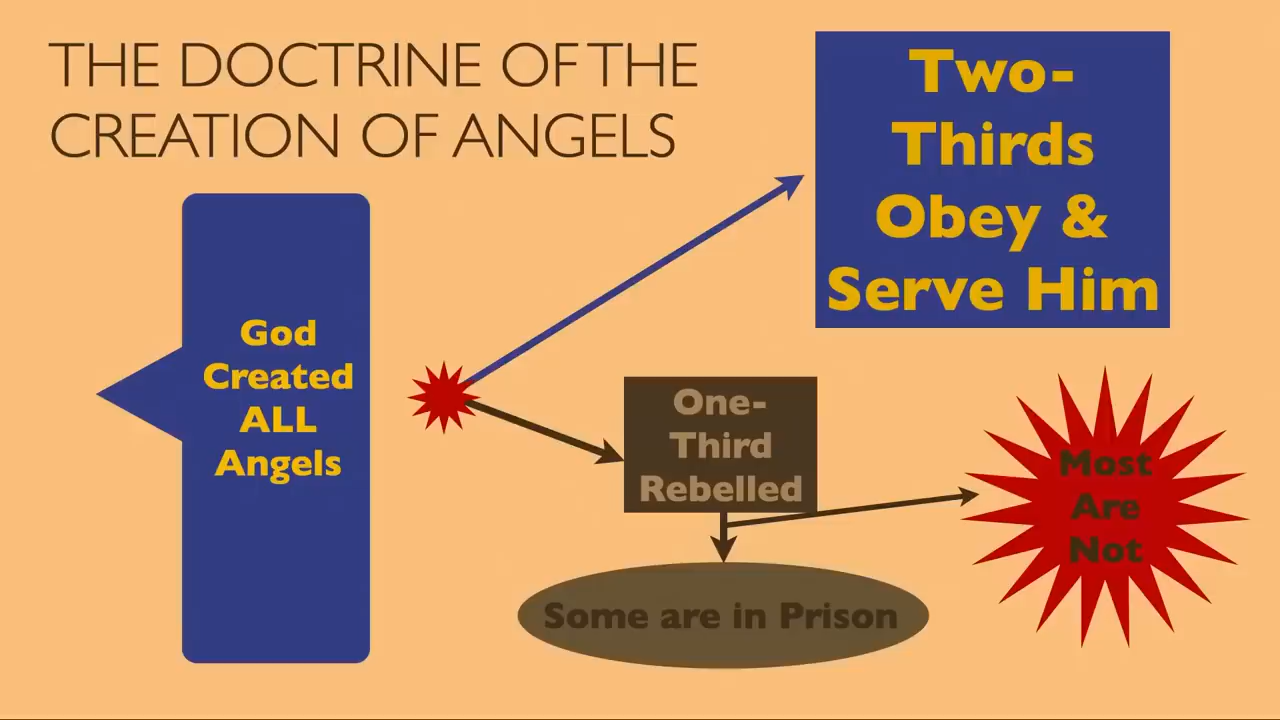 THE DOCTRINE OF THE
CREATION OF ANGELS
Two-
Thirds
Obey &
Serve Him
God
Created
ALL
Angels
One-
Third
Rebelled
Most
Are
Not
Some are in Prison